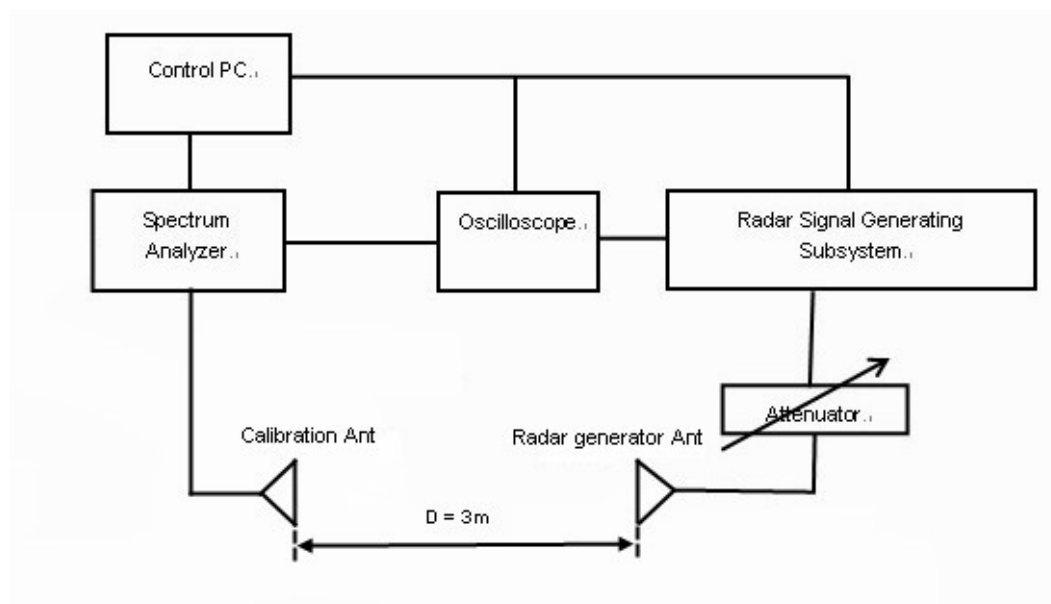 Control PC
Spectrum
Analyzer
Oscilloscope
Radar Signal Generating
Subsystem
Attenuator
Calibration Ant
Radar generator Ant
D = 3m